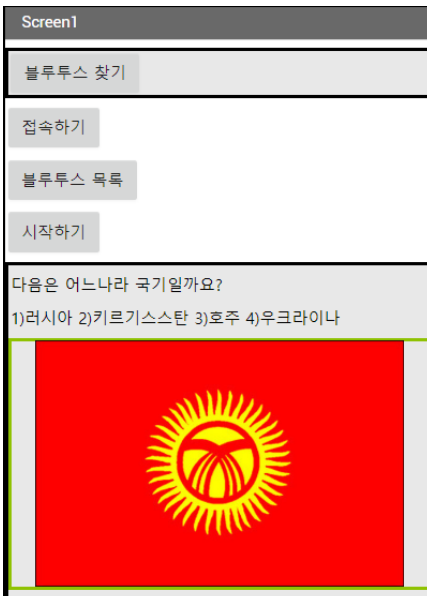 Screen1
블루투스 찾기
접속하기
블루투스 목록
시작하기
다음은 어느나라 국기일까요?
1)러시아 2)키르기스스탄 3)호주 4)우크라이나